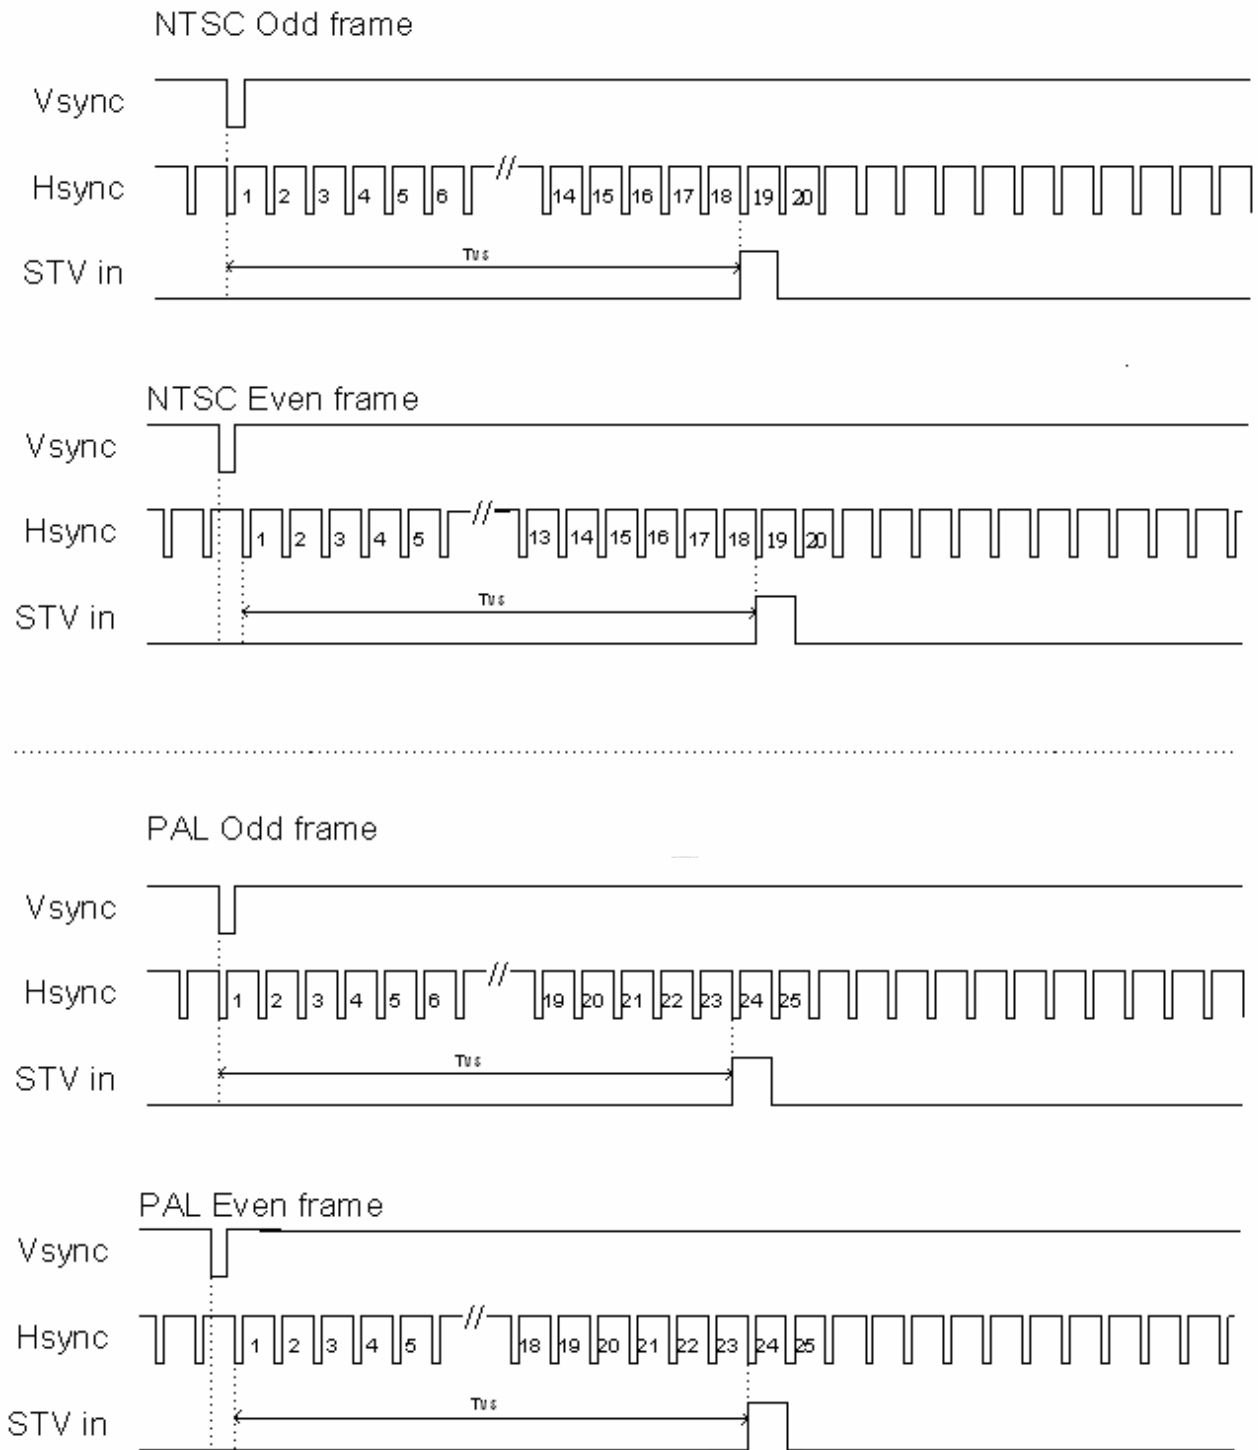 NTSC Odd frame
Vsync
Hsync 1 2 3 4 5 6 // 14 15 16 17 18 19 20
STV in Tvs
NTSC Even frame
Vsync
Hsync 1 2 3 4 5 // 13 14 15 16 17 18 19 20
STV in Tvs
PAL Odd frame
Vsync
Hsync 1 2 3 4 5 6 // 19 20 21 22 23 24 25
STV in Tvs
PAL Even frame
Vsync
Hsync 1 2 3 4 5 // 18 19 20 21 22 23 24 25
STV in Tvs